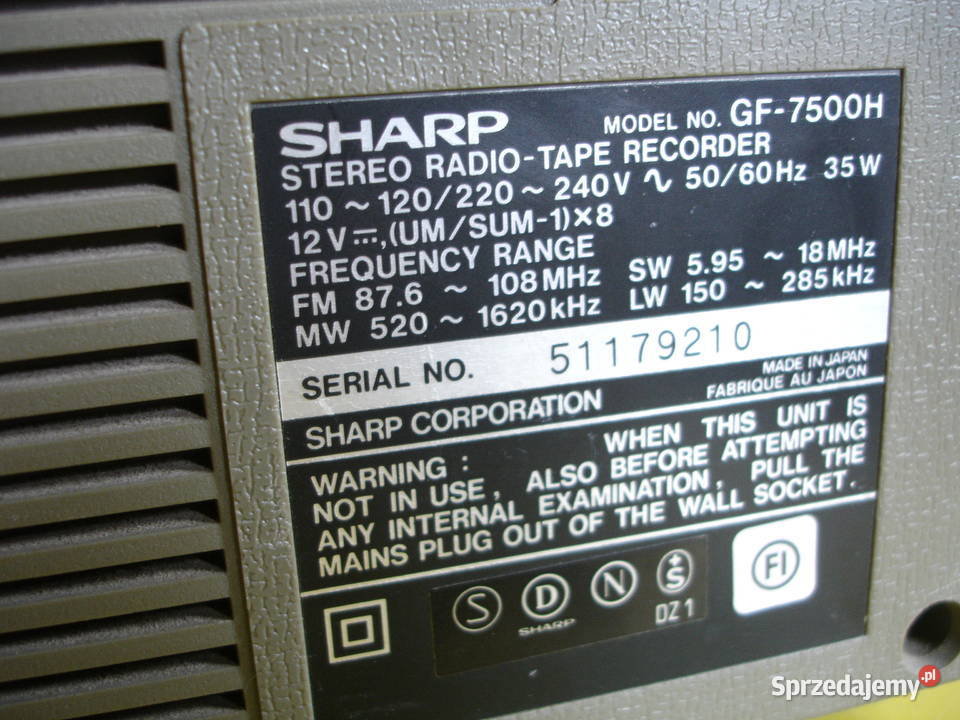 SHARP MODEL NO. GF-7500H
STEREO RADIO-TAPE RECORDER
110 ~ 120/220 ~ 240V ∿ 50/60Hz 35W
12V⎓,(UM/SUM-1)×8
FREQUENCY RANGE
FM 87.6 ~ 108MHz SW 5.95 ~ 18MHz
MW 520 ~ 1620kHz LW 150 ~ 285kHz
SERIAL NO. 51179210
MADE IN JAPAN
SHARP CORPORATION FABRIQUE AU JAPON
WARNING : WHEN THIS UNIT IS
NOT IN USE, ALSO BEFORE ATTEMPTING
ANY INTERNAL EXAMINATION, PULL THE
MAINS PLUG OUT OF THE WALL SOCKET.
S D N +S FI
SHARP DZ1
Sprzedajemy.pl